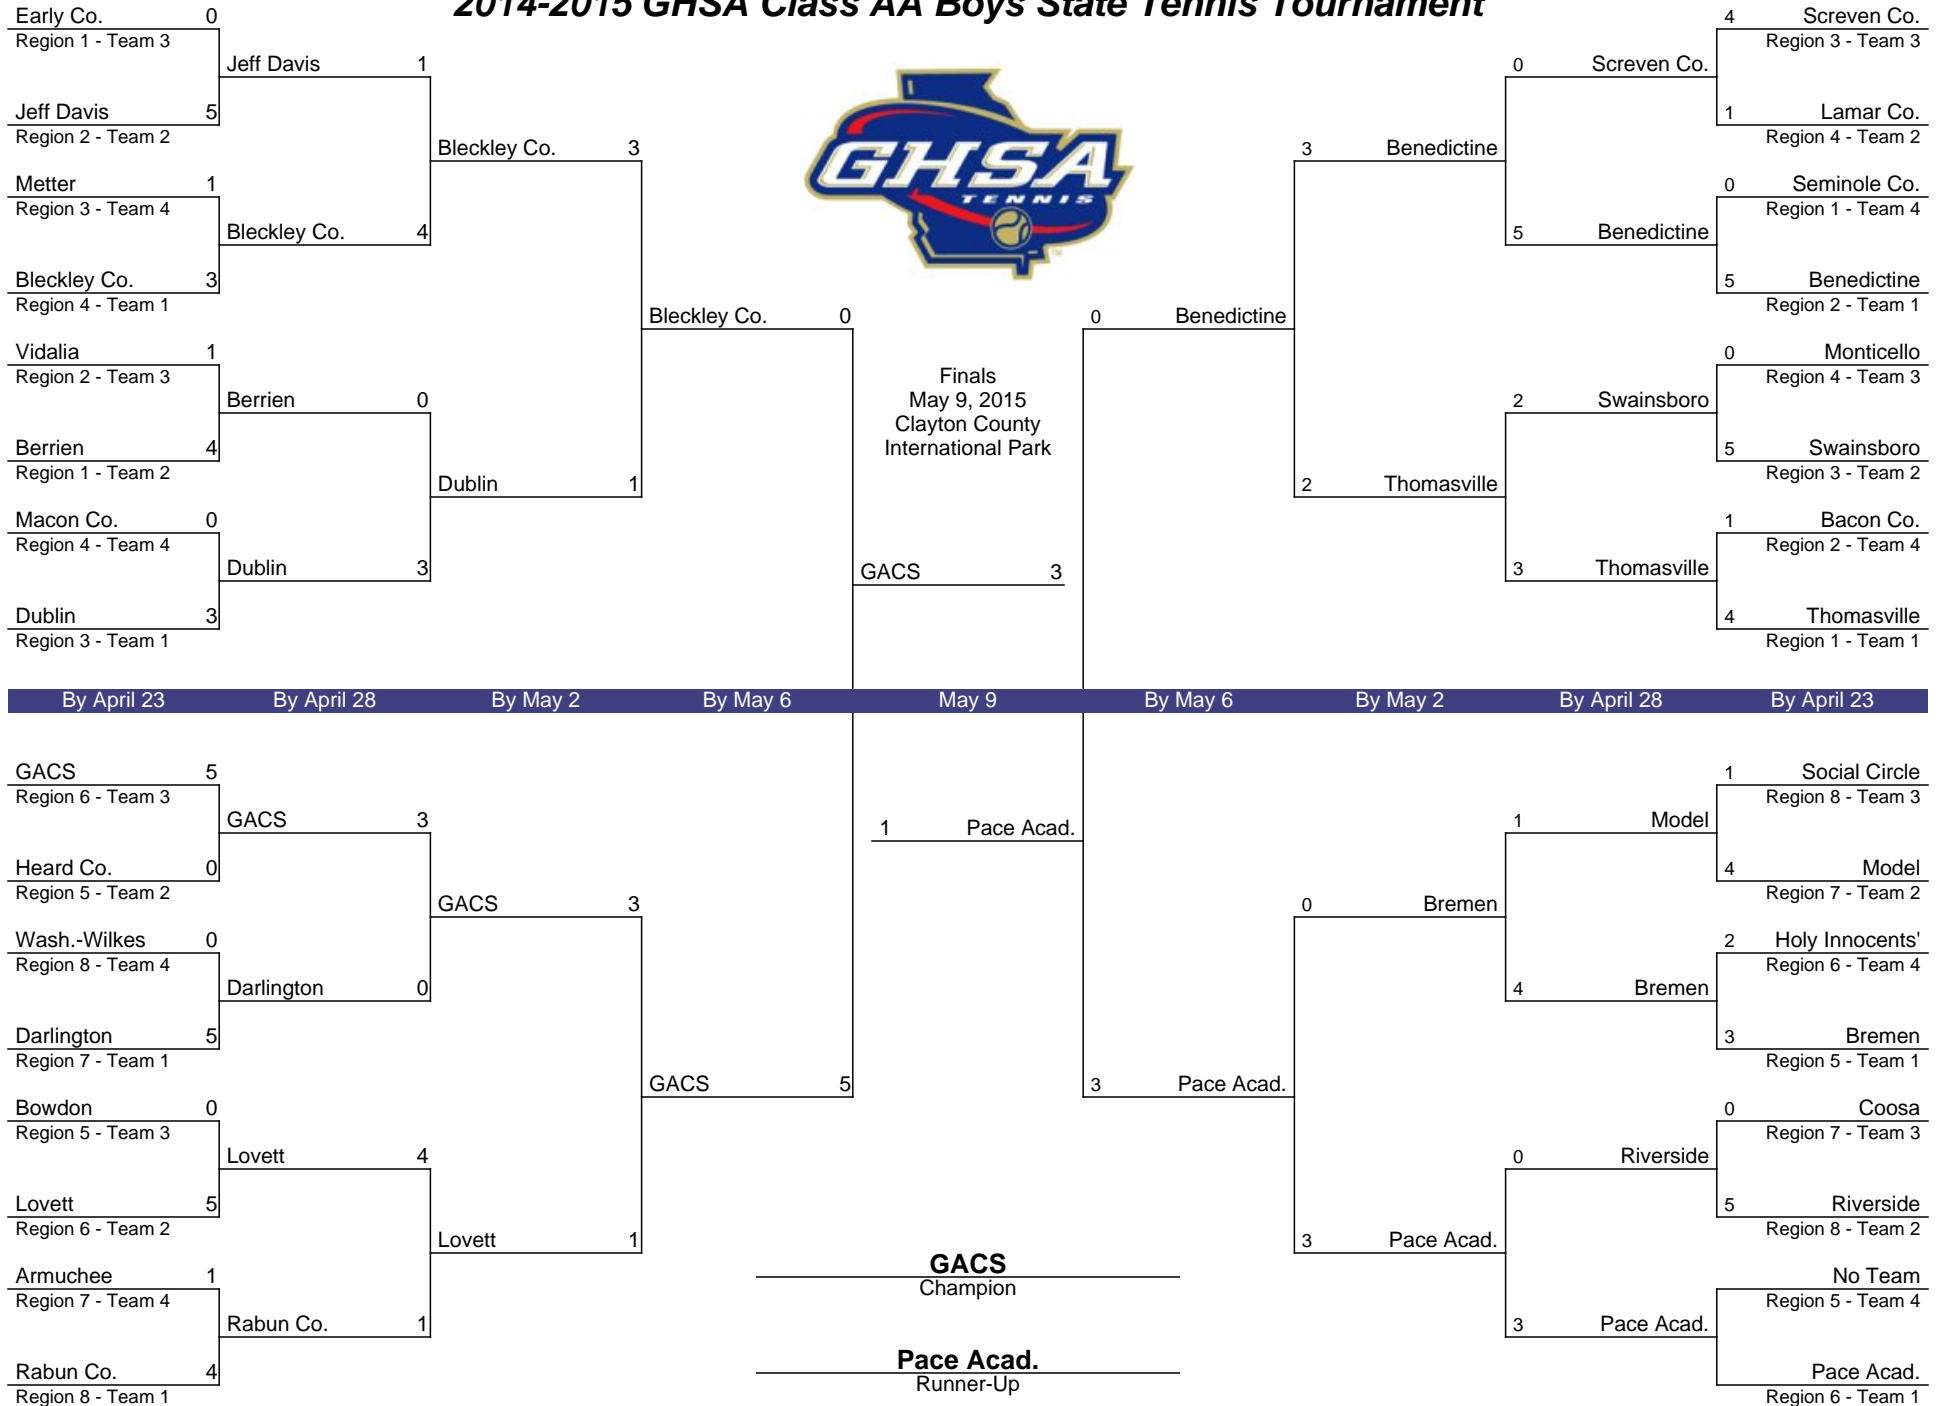 2014-2015 GHSA Class AA Boys State Tennis Tournament
Early Co. 0
Region 1 - Team 3
Jeff Davis 1
Jeff Davis 5
Region 2 - Team 2
Bleckley Co. 3
Metter 1
Region 3 - Team 4
Bleckley Co. 4
Bleckley Co. 3
Region 4 - Team 1
Bleckley Co. 0
Vidalia 1
Region 2 - Team 3
Berrien 0
Berrien 4
Region 1 - Team 2
Dublin 1
Macon Co. 0
Region 4 - Team 4
Dublin 3
Dublin 3
Region 3 - Team 1
GHSA
TENNIS
TM
Finals
May 9, 2015
Clayton County
International Park
GACS 3
4 Screven Co.
Region 3 - Team 3
0 Screven Co.
1 Lamar Co.
Region 4 - Team 2
3 Benedictine
0 Seminole Co.
Region 1 - Team 4
5 Benedictine
5 Benedictine
Region 2 - Team 1
0 Benedictine
0 Monticello
Region 4 - Team 3
2 Swainsboro
5 Swainsboro
Region 3 - Team 2
2 Thomasville
1 Bacon Co.
Region 2 - Team 4
3 Thomasville
4 Thomasville
Region 1 - Team 1
By April 23 By April 28 By May 2 By May 6 May 9 By May 6 By May 2 By April 28 By April 23
GACS 5
Region 6 - Team 3
GACS 3
Heard Co. 0
Region 5 - Team 2
GACS 3
Wash.-Wilkes 0
Region 8 - Team 4
Darlington 0
Darlington 5
Region 7 - Team 1
GACS 5
Bowdon 0
Region 5 - Team 3
Lovett 4
Lovett 5
Region 6 - Team 2
Lovett 1
Armuchee 1
Region 7 - Team 4
Rabun Co. 1
Rabun Co. 4
Region 8 - Team 1
1 Pace Acad.
GACS
Champion
Pace Acad.
Runner-Up
1 Social Circle
Region 8 - Team 3
1 Model
4 Model
Region 7 - Team 2
0 Bremen
2 Holy Innocents'
Region 6 - Team 4
4 Bremen
3 Bremen
Region 5 - Team 1
3 Pace Acad.
0 Coosa
Region 7 - Team 3
0 Riverside
5 Riverside
Region 8 - Team 2
3 Pace Acad.
No Team
Region 5 - Team 4
3 Pace Acad.
Pace Acad.
Region 6 - Team 1